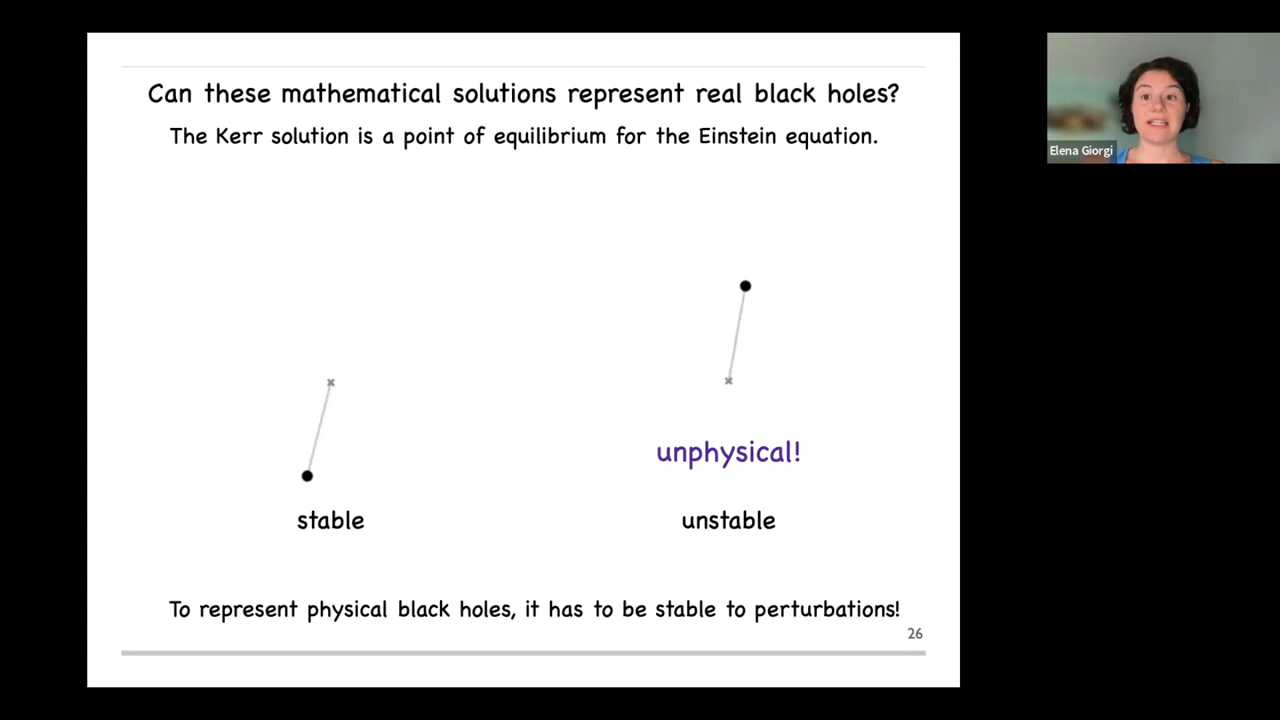 Can these mathematical solutions represent real black holes?
The Kerr solution is a point of equilibrium for the Einstein equation.
Elena Giorgi
unphysical!
stable
unstable
To represent physical black holes, it has to be stable to perturbations!
26